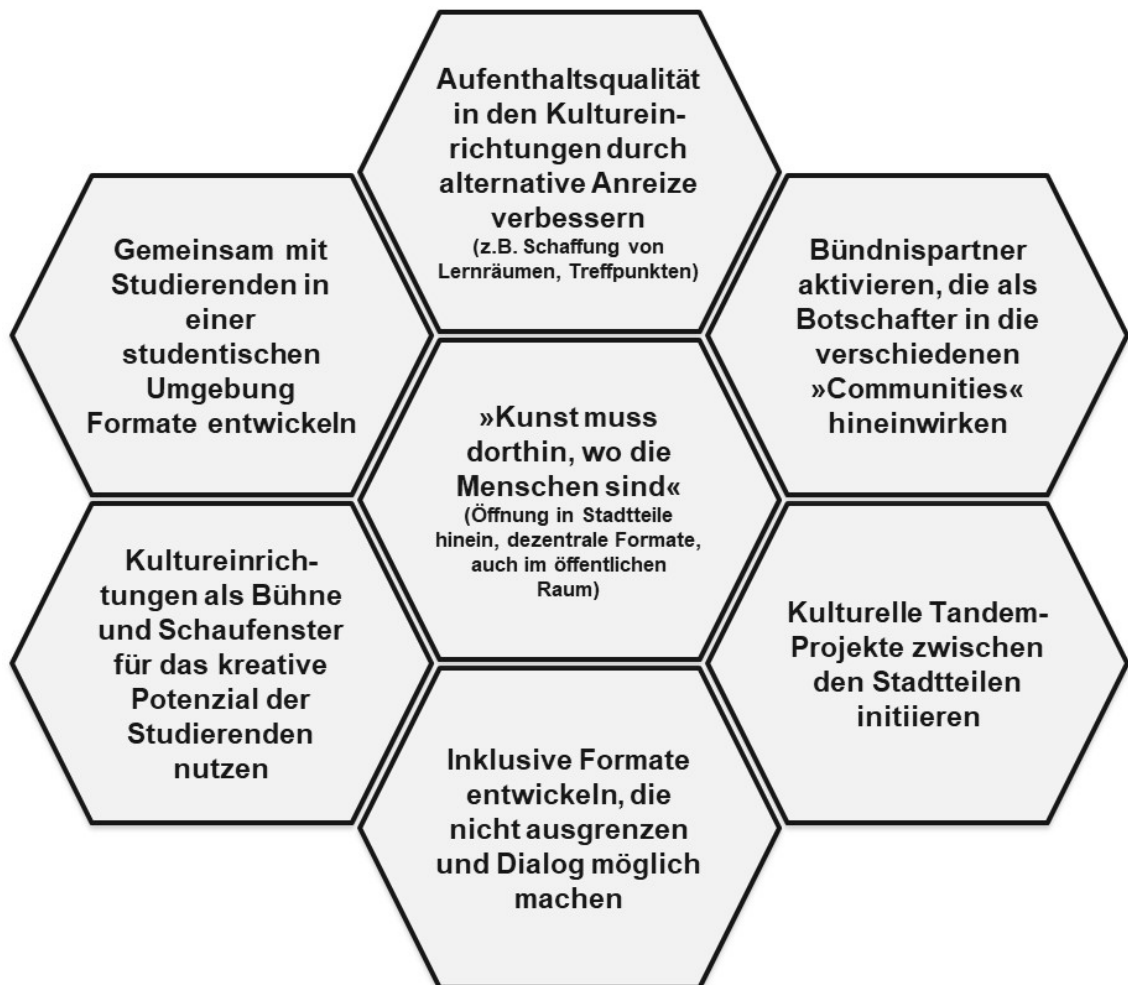 Aufenthaltsqualität
in den Kulturein-
richtungen durch
alternative Anreize
verbessern
(z.B. Schaffung von
Lernräumen, Treffpunkten)
Gemeinsam mit
Studierenden in
einer
studentischen
Umgebung
Formate entwickeln
Bündnispartner
aktivieren, die als
Botschafter in die
verschiedenen
»Communities«
hineinwirken
»Kunst muss
dorthin, wo die
Menschen sind«
(Öffnung in Stadtteile
hinein, dezentrale Formate,
auch im öffentlichen
Raum)
Kultureinrich-
tungen als Bühne
und Schaufenster
für das kreative
Potenzial der
Studierenden
nutzen
Kulturelle Tandem-
Projekte zwischen
den Stadtteilen
initiieren
Inklusive Formate
entwickeln, die
nicht ausgrenzen
und Dialog möglich
machen